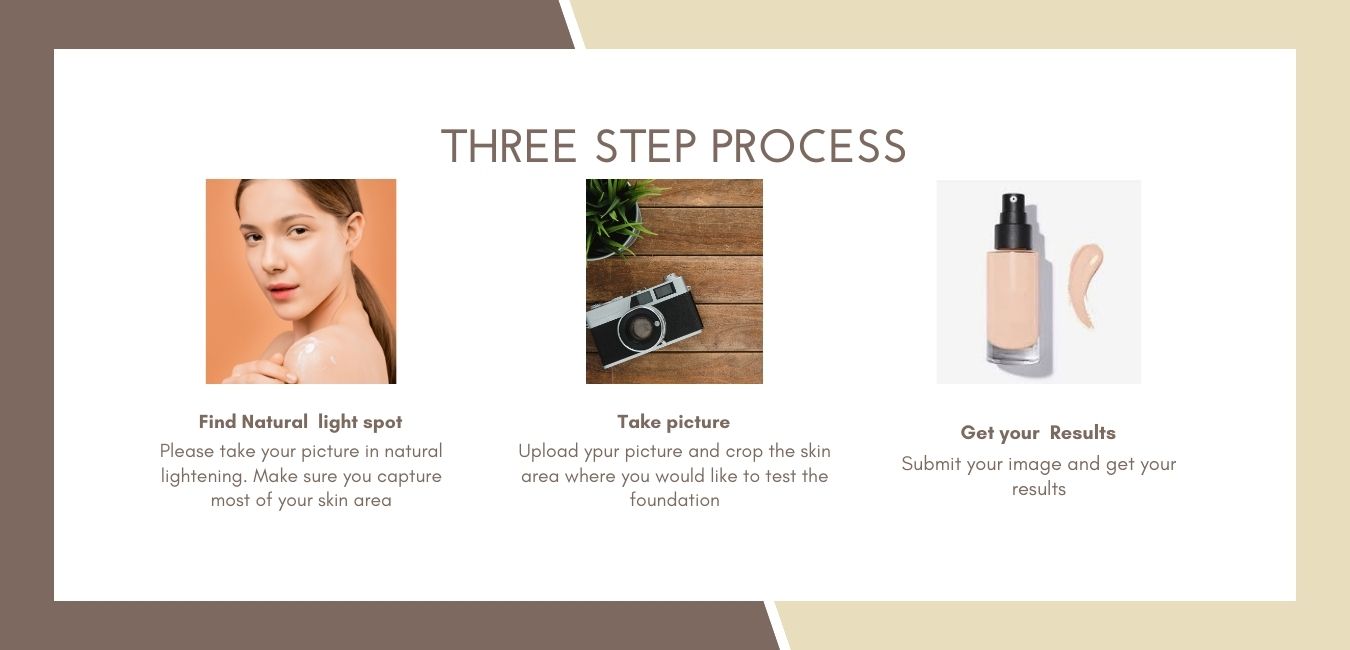 THREE STEP PROCESS
Find Natural  light spot
Please take your picture in natural
lightening. Make sure you capture
most of your skin area
Take picture
Upload ypur picture and crop the skin
area where you would like to test the
foundation
Get your  Results
Submit your image and get your
results